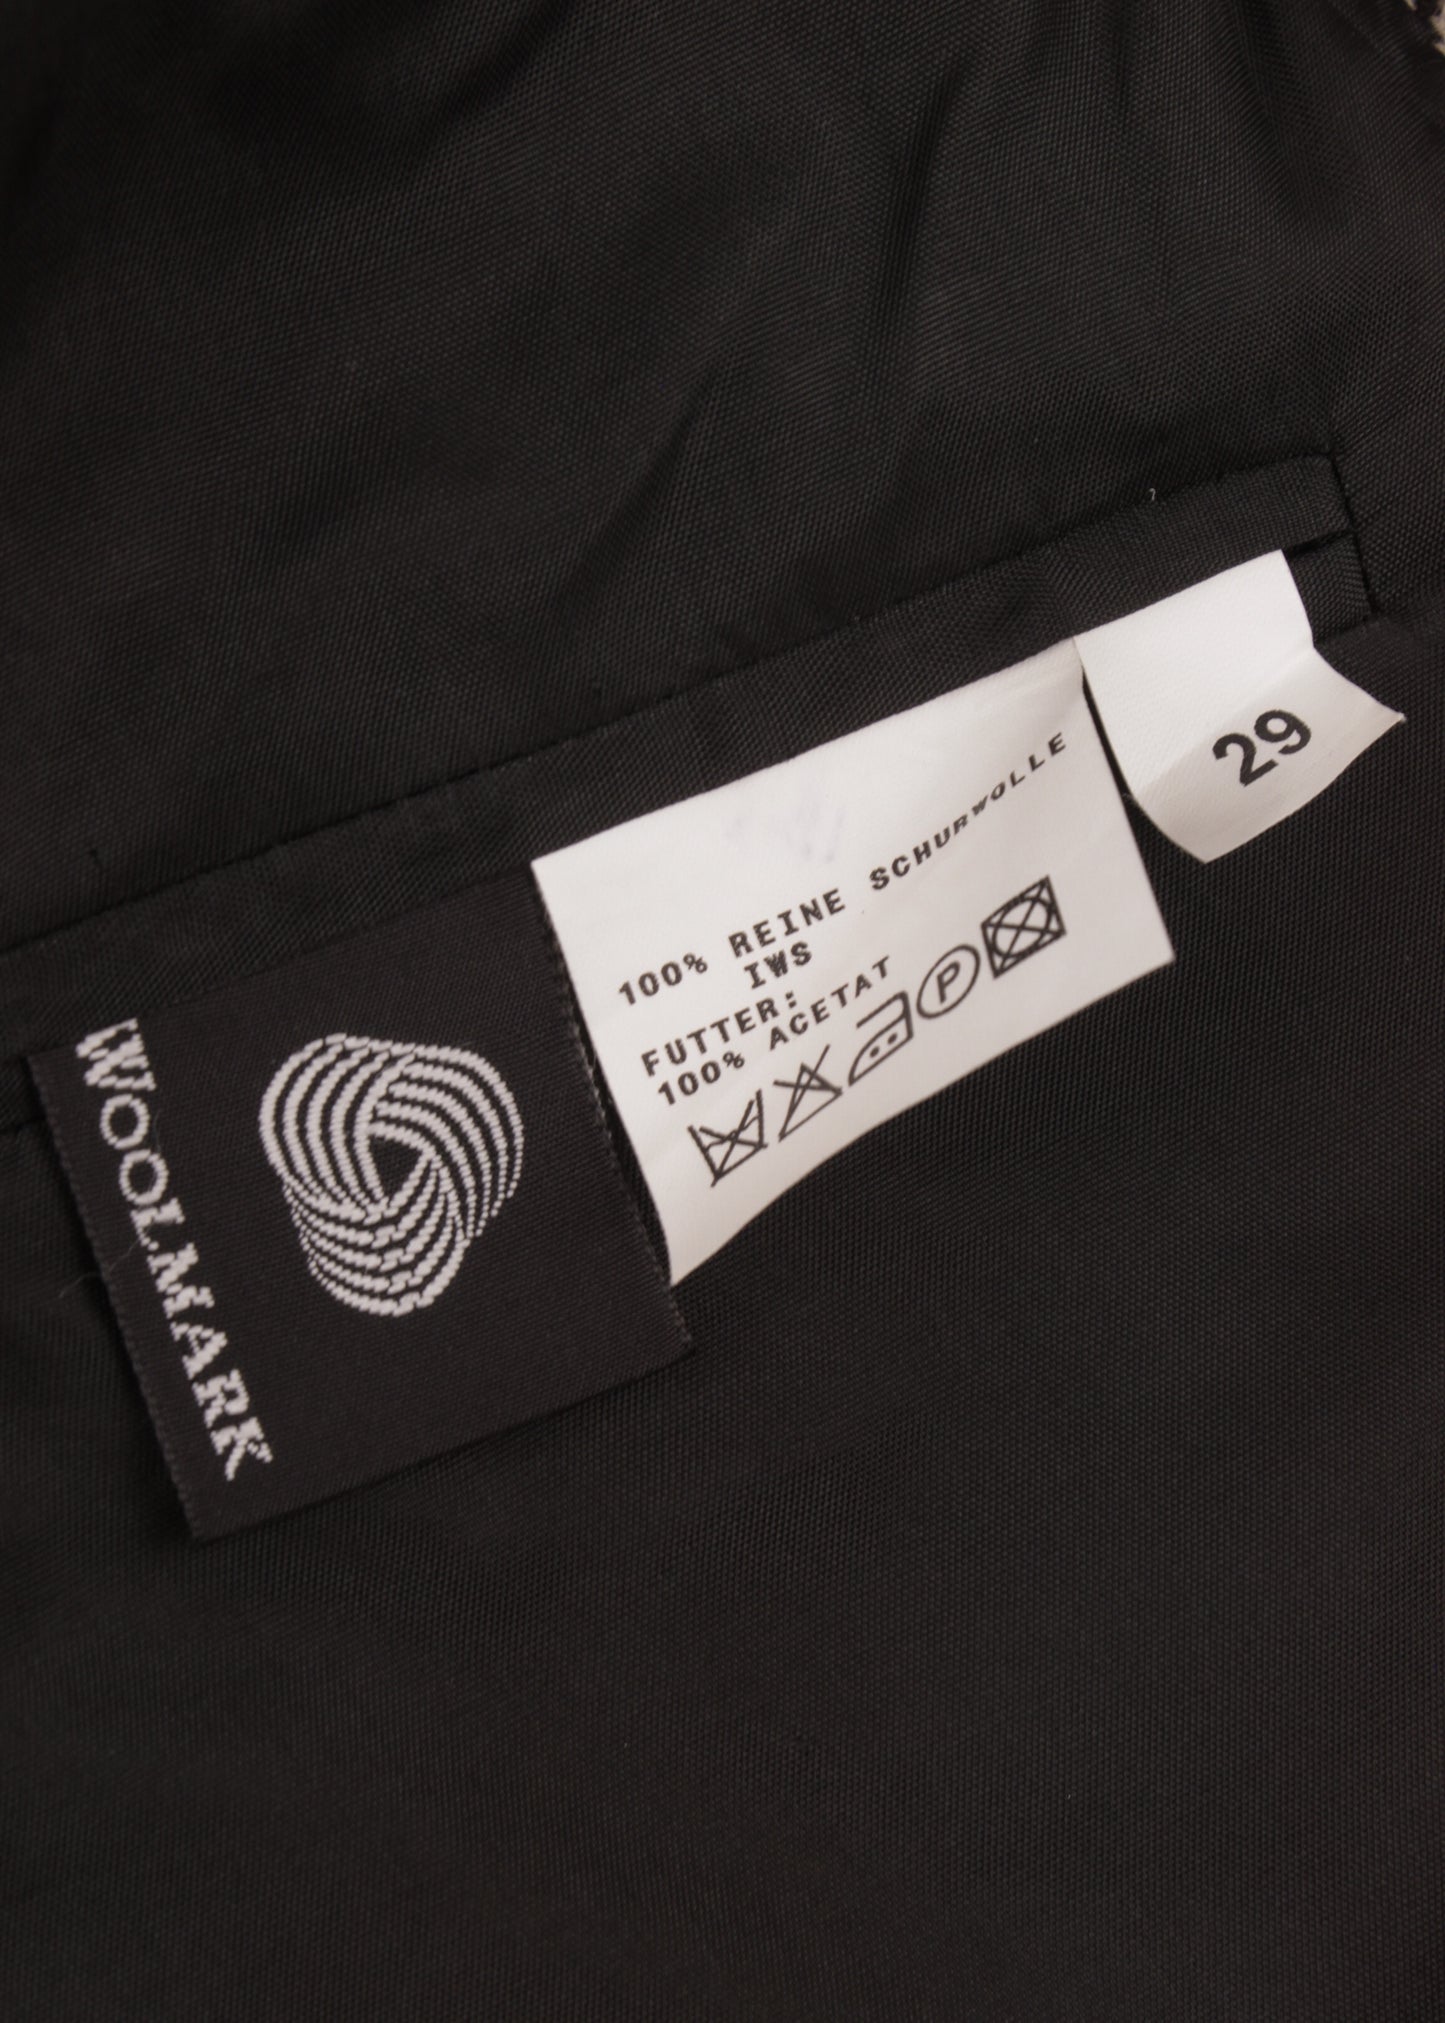 29
100% REINE SCHURWOLLE
IWS
FUTTER:
100% ACETAT
P
WOOLMARK